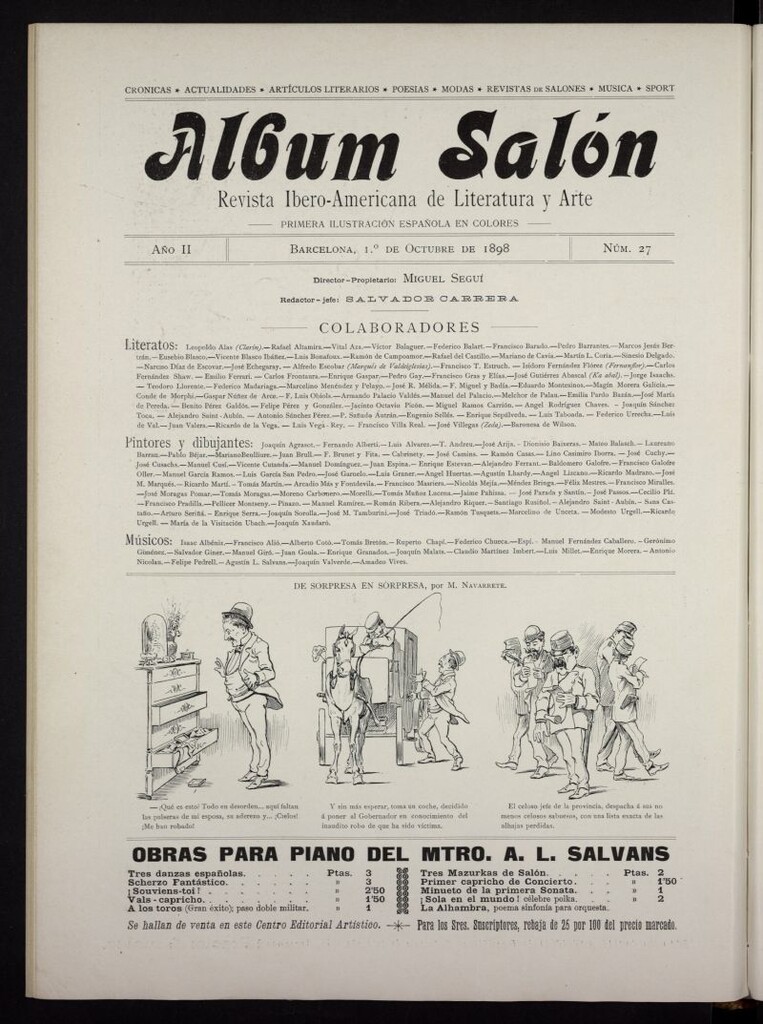 CRONICAS • ACTUALIDADES • ARTÍCULOS LITERARIOS • POESIAS • MODAS • REVISTAS DE SALONES • MUSICA • SPORT
Album Salón
Revista Ibero-Americana de Literatura y Arte
PRIMERA ILUSTRACIÓN ESPAÑOLA EN COLORES
AÑO II
BARCELONA, 1.º DE OCTUBRE DE 1898
NÚM. 27
Director-Propietario: MIGUEL SEGUÍ
Redactor-jefe: SALVADOR CARRERA
COLABORADORES
Literatos: Leopoldo Alas (Clarín).—Rafael Altamira.—Vital Aza.—Víctor Balaguer.—Federico Balart.—Francisco Barado.—Pedro Barrantes.—Marcos Jesús Ber-
trán.—Eusebio Blasco.—Vicente Blasco Ibáñez.—Luis Bonafoux.—Ramón de Campoamor.—Rafael del Castillo.—Mariano de Cavia.—Martín L. Coria.—Sinesio Delgado.
—Narciso Díaz de Escovar.—José Echegaray.—Alfredo Escobar (Marqués de Valdeiglesias).—Francisco T. Estruch.—Isidoro Fernández Flórez (Fernanflor).—Carlos
Fernández Shaw.—Emilio Ferrari.—Carlos Frontaura.—Enrique Gaspar.—Pedro Gay.—Francisco Gras y Elías.—José Gutiérrez Abascal (Ka abal).—Jorge Isaachs.
—Teodoro Llorente.—Federico Madariaga.—Marcelino Menéndez y Pelayo.—José R. Mélida.—F. Miguel y Badía.—Eduardo Montesinos.—Magín Morera Galicia.—
Conde de Morphi.—Gaspar Núñez de Arce.—F. Luis Obiols.—Armando Palacio Valdés.—Manuel del Palacio.—Melchor de Palau.—Emilia Pardo Bazán.—José María
de Pereda.—Benito Pérez Galdós.—Felipe Pérez y González.—Jacinto Octavio Picón.—Miguel Ramos Carrión.—Angel Rodríguez Chaves.—Joaquín Sánchez
Toca.—Alejandro Saint-Aubín.—Antonio Sánchez Pérez.—P. Sañudo Autrán.—Eugenio Sellés.—Enrique Sepúlveda.—Luis Taboada.—Federico Urrecha.—Luis
de Val.—Juan Valera.—Ricardo de la Vega.—Luis Vega-Rey.—Francisco Villa Real.—José Villegas (Zeda).—Baronesa de Wilson.
Pintores y dibujantes: Joaquín Agrasot.—Fernando Alberti.—Luis Alvarez.—T. Andreu.—José Arija.—Dionisio Baixeras.—Mateo Balasch.—Laureano
Barrau.—Pablo Béjar.—Mariano Benlliure.—Juan Brull.—F. Brunet y Fita.—Cabrinety.—José Camins.—Ramón Casas.—Lino Casimiro Iborra.—José Cuchy.—
José Cusachs.—Manuel Cusí.—Vicente Cutanda.—Manuel Domínguez.—Juan Espina.—Enrique Estevan.—Alejandro Ferrant.—Baldomero Galofre.—Francisco Galofre
Oller.—Manuel García Ramos.—Luis García San Pedro.—José Garnelo.—Luis Graner.—Angel Huertas.—Agustín Lhardy.—Angel Lizcano.—Ricardo Madrazo.—José
M. Marqués.—Ricardo Martí.—Tomás Martín.—Arcadio Más y Fontdevila.—Francisco Masriera.—Nicolás Mejía.—Méndez Bringa.—Félix Mestres.—Francisco Miralles.
—José Moragas Pomar.—Tomás Moragas.—Moreno Carbonero.—Morelli.—Tomás Muñoz Lucena.—Jaime Pahissa.—José Parada y Santín.—José Passos.—Cecilio Plá.
—Francisco Pradilla.—Pellicer Montseny.—Pinazo.—Manuel Ramírez.—Román Ribera.—Alejandro Riquer.—Santiago Rusiñol.—Alejandro Saint-Aubín.—Sans Cas-
taño.—Arturo Seriñá.—Enrique Serra.—Joaquín Sorolla.—José M. Tamburini.—José Triadó.—Ramón Tusquets.—Marcelino de Unceta.—Modesto Urgell.—Ricardo
Urgell.—María de la Visitación Ubach.—Joaquín Xaudaró.
Músicos: Isaac Albéniz.—Francisco Alió.—Alberto Cotó.—Tomás Bretón.—Ruperto Chapí.—Federico Chueca.—Espí.—Manuel Fernández Caballero.—Gerónimo
Giménez.—Salvador Giner.—Manuel Giró.—Juan Goula.—Enrique Granados.—Joaquín Malats.—Claudio Martínez Imbert.—Luis Millet.—Enrique Morera.—Antonio
Nicolau.—Felipe Pedrell.—Agustín L. Salvans.—Joaquín Valverde.—Amadeo Vives.
DE SORPRESA EN SORPRESA, por M. NAVARRETE.
—¡Qué es esto! Todo en desorden... aquí faltan
las pulseras de mi esposa, su aderezo y... ¡Cielos!
¡Me han robado!
Y sin más esperar, toma un coche, decidido
á poner al Gobernador en conocimiento del
inaudito robo de que ha sido víctima.
El celoso jefe de la provincia, despacha á sus no
menos celosos sabuesos, con una lista exacta de las
alhajas perdidas.
OBRAS PARA PIANO DEL MTRO. A. L. SALVANS
Tres danzas españolas. . . . . . Ptas. 3
Scherzo Fantástico. . . . . . . » 3
¡Souviens-toi! . . . . . . . » 2'50
Vals-capricho. . . . . . . . » 1'50
A los toros (Gran éxito); paso doble militar. . » 1
Tres Mazurkas de Salón. . . . . Ptas. 2
Primer capricho de Concierto. . . » 1'50
Minueto de la primera Sonata. . . » 1
¡Sola en el mundo! célebre polka. . . » 2
La Alhambra, poema sinfonía para orquesta.
Se hallan de venta en este Centro Editorial Artístico. — Para los Sres. Suscriptores, rebaja de 25 por 100 del precio marcado.